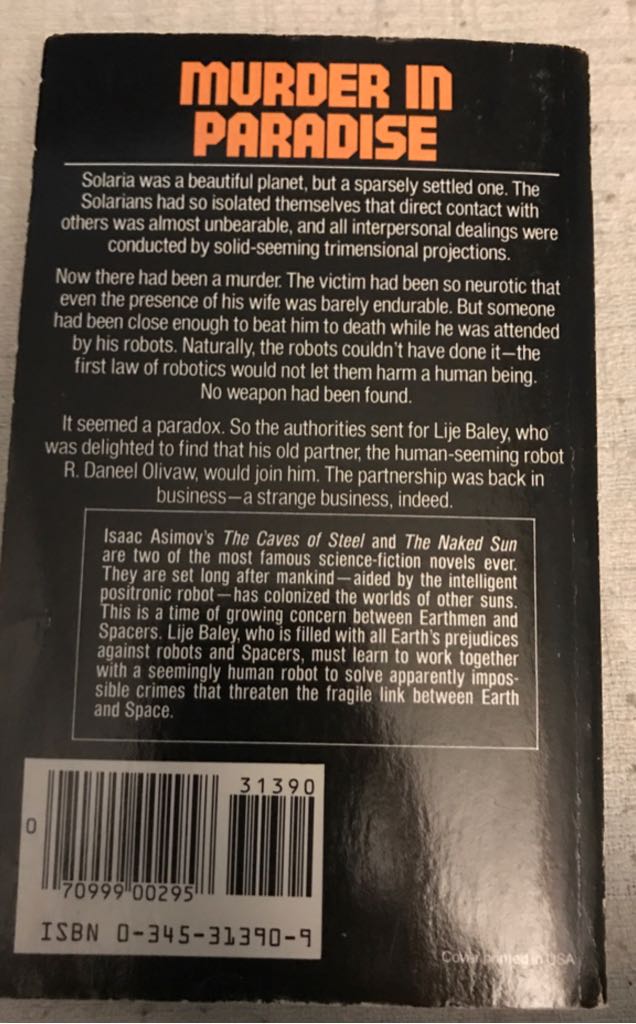 MURDER IN
PARADISE
Solaria was a beautiful planet, but a sparsely settled one. The
Solarians had so isolated themselves that direct contact with
others was almost unbearable, and all interpersonal dealings were
conducted by solid-seeming trimensional projections.
Now there had been a murder. The victim had been so neurotic that
even the presence of his wife was barely endurable. But someone
had been close enough to beat him to death while he was attended
by his robots. Naturally, the robots couldn't have done it—the
first law of robotics would not let them harm a human being.
No weapon had been found.
It seemed a paradox. So the authorities sent for Lije Baley, who
was delighted to find that his old partner, the human-seeming robot
R. Daneel Olivaw, would join him. The partnership was back in
business—a strange business, indeed.
Isaac Asimov's The Caves of Steel and The Naked Sun
are two of the most famous science-fiction novels ever.
They are set long after mankind—aided by the intelligent
positronic robot—has colonized the worlds of other suns.
This is a time of growing concern between Earthmen and
Spacers. Lije Baley, who is filled with all Earth's prejudices
against robots and Spacers, must learn to work together
with a seemingly human robot to solve apparently impos-
sible crimes that threaten the fragile link between Earth
and Space.
31390
0
70999 00295
ISBN 0-345-31390-9
Cover printed in USA